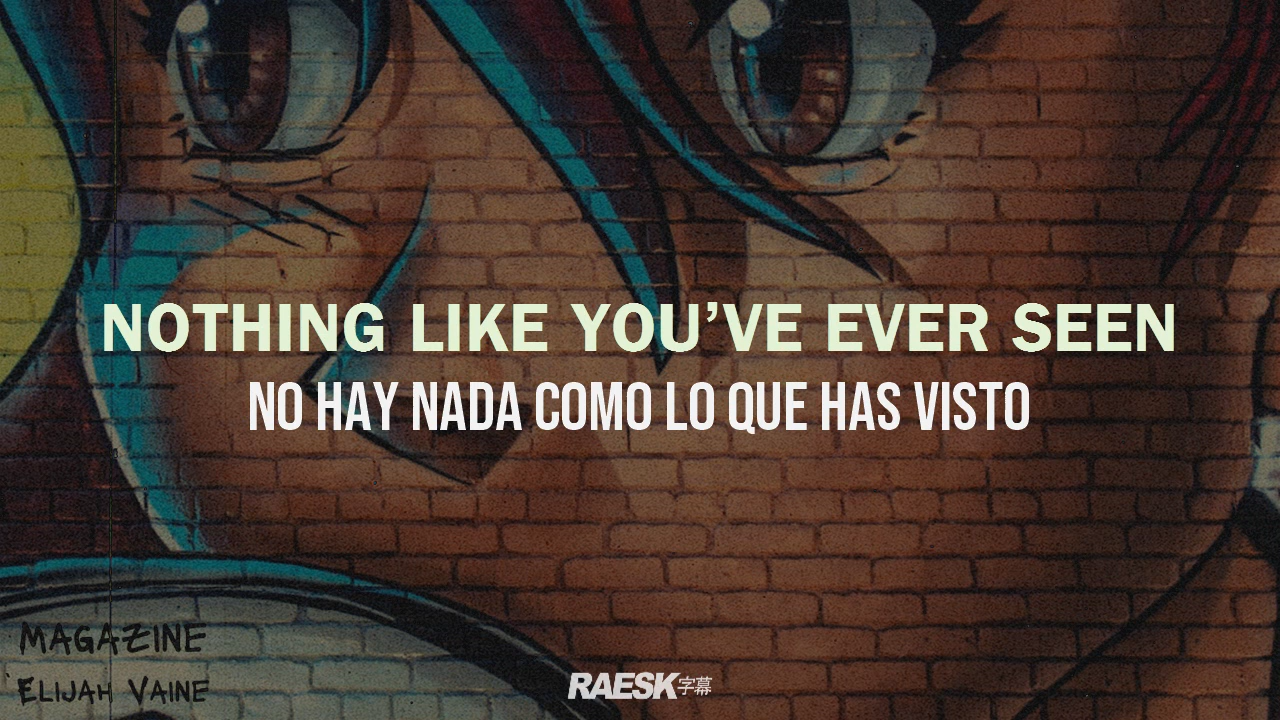 NOTHING LIKE YOU’VE EVER SEEN
NO HAY NADA COMO LO QUE HAS VISTO
MAGAZINE
ELIJAH VAINE
RAESK字幕